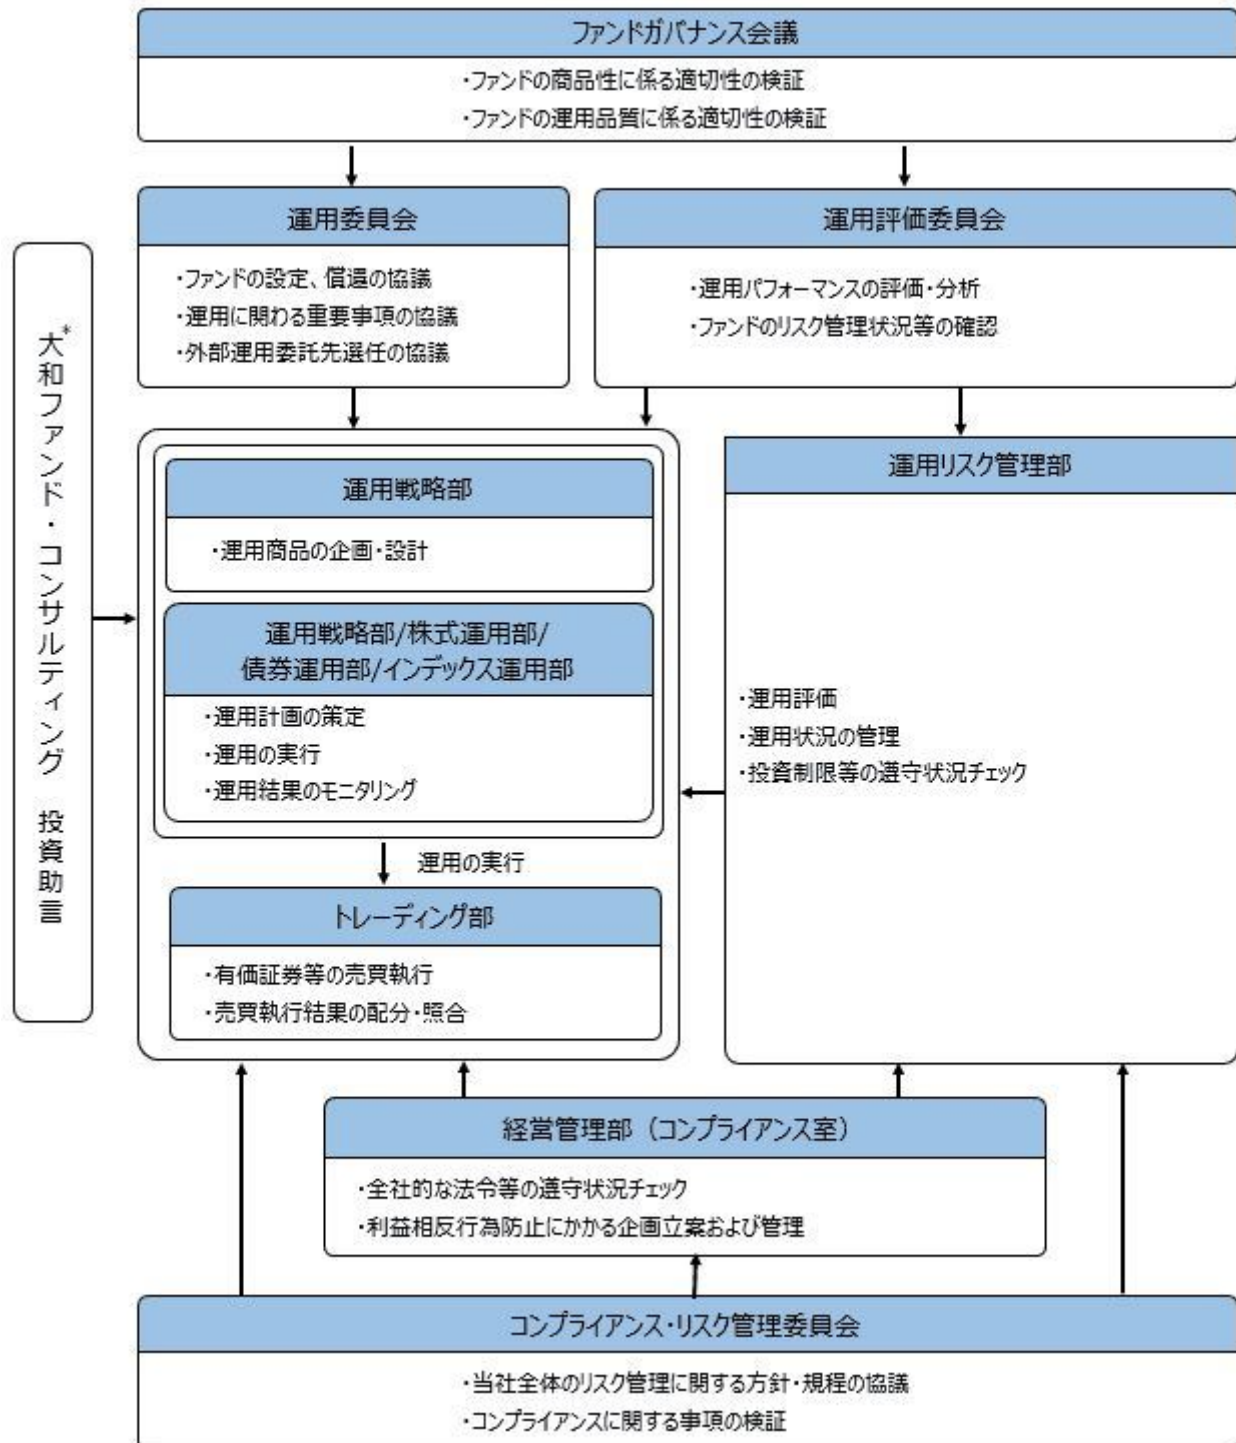 ファンドガバナンス会議
・ファンドの商品性に係る適切性の検証
・ファンドの運用品質に係る適切性の検証
運用委員会
・ファンドの設定、償還の協議
・運用に関わる重要事項の協議
・外部運用委託先選任の協議
運用評価委員会
・運用パフォーマンスの評価・分析
・ファンドのリスク管理状況等の確認
大和ファンド・コンサルティング 投資助言
*
運用戦略部
・運用商品の企画・設計
運用戦略部/株式運用部/
債券運用部/インデックス運用部
・運用計画の策定
・運用の実行
・運用結果のモニタリング
運用の実行
トレーディング部
・有価証券等の売買執行
・売買執行結果の配分・照合
運用リスク管理部
・運用評価
・運用状況の管理
・投資制限等の遵守状況チェック
経営管理部（コンプライアンス室）
・全社的な法令等の遵守状況チェック
・利益相反行為防止にかかる企画立案および管理
コンプライアンス・リスク管理委員会
・当社全体のリスク管理に関する方針・規程の協議
・コンプライアンスに関する事項の検証